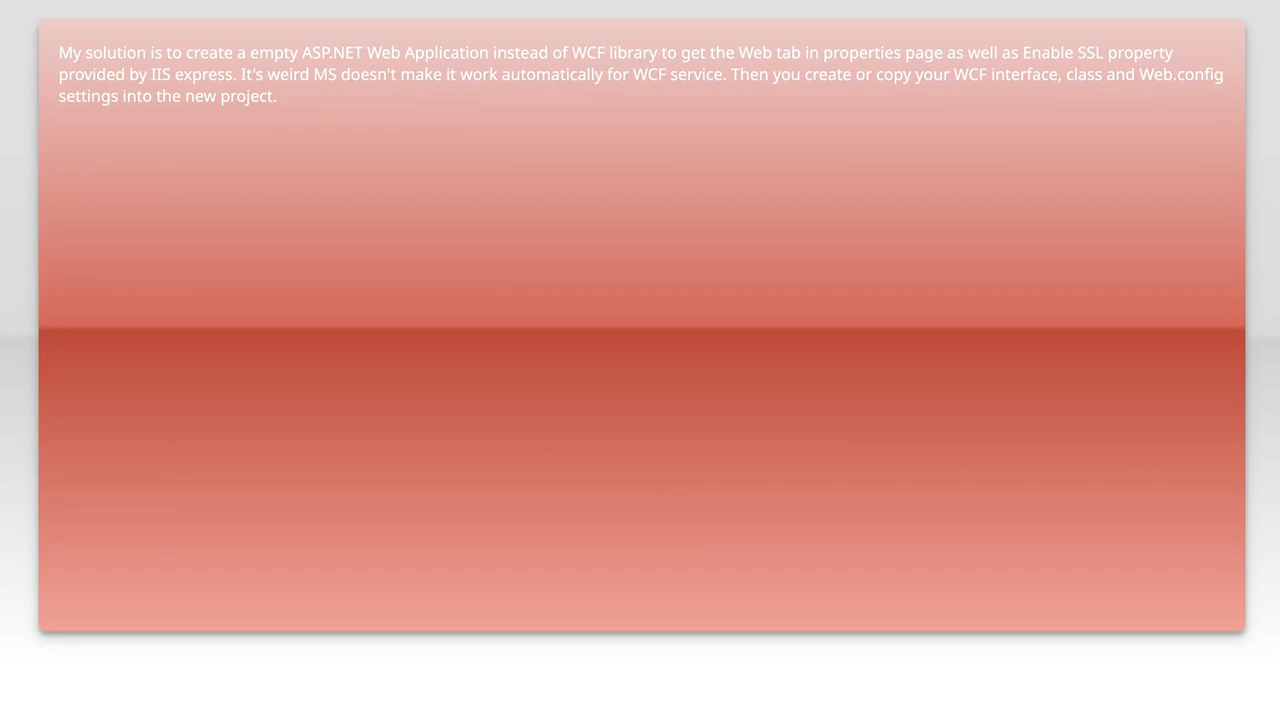 My solution is to create a empty ASP.NET Web Application instead of WCF library to get the Web tab in properties page as well as Enable SSL property
provided by IIS express. It's weird MS doesn't make it work automatically for WCF service. Then you create or copy your WCF interface, class and Web.config
settings into the new project.